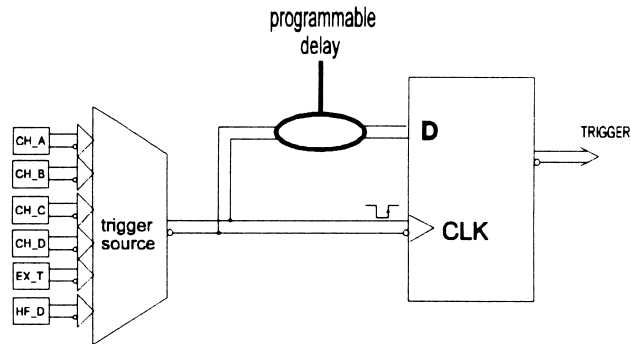 programmable
delay
CH_A
CH_B
CH_C
CH_D
EX_T
HF_D
trigger
source
D
CLK
TRIGGER